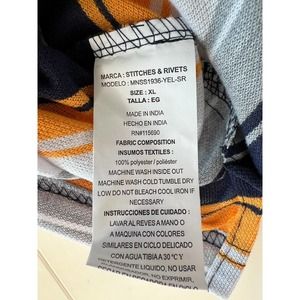 MARCA : STITCHES & RIVETS
MODELO : MNSS1936-YEL-SR
SIZE : XL
TALLA : EG
MADE IN INDIA
HECHO EN INDIA
RN#115690
FABRIC COMPOSITION
INSUMOS TEXTILES :
100% polyester / poliéster
MACHINE WASH INSIDE OUT
MACHINE WASH COLD TUMBLE DRY
LOW DO NOT BLEACH COOL IRON IF
NECESSARY
INSTRUCCIONES DE CUIDADO :
LAVAR AL REVES A MANO O
A MAQUINA CON COLORES
SIMILARES EN CICLO DELICADO
CON AGUA TIBIA A 30 °C Y
DETERGENTE LIQUIDO, NO USAR
NO EXPRIMIR,